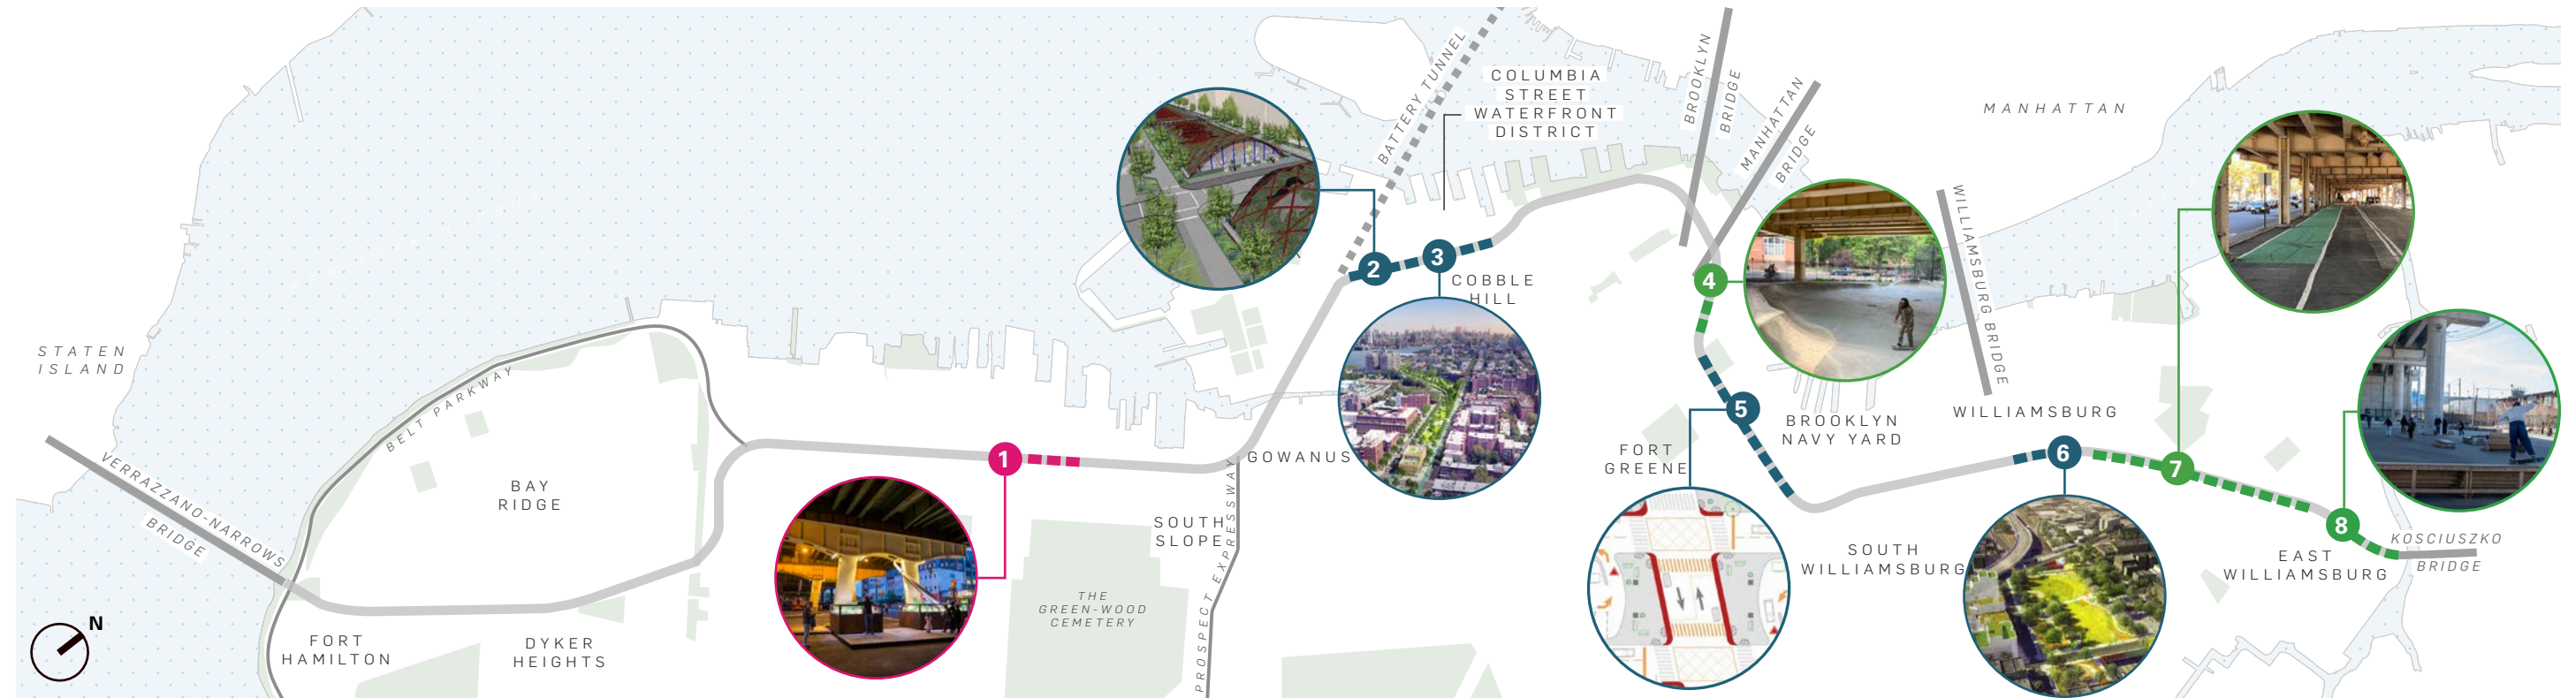 STATEN
ISLAND
VERRAZZANO-NARROWS
BRIDGE
N
BELT PARKWAY
BAY
RIDGE
FORT
HAMILTON
DYKER
HEIGHTS
1
THE
GREEN-WOOD
CEMETERY
SOUTH
SLOPE
PROSPECT EXPRESSWAY
GOWANUS
BATTERY TUNNEL
2
3
COBBLE
HILL
COLUMBIA
STREET
WATERFRONT
DISTRICT
BROOKLYN
BRIDGE
MANHATTAN
BRIDGE
4
5
FORT
GREENE
BROOKLYN
NAVY YARD
MANHATTAN
WILLIAMSBURG BRIDGE
WILLIAMSBURG
SOUTH
WILLIAMSBURG
6
7
8
EAST
WILLIAMSBURG
KOSCIUSZKO
BRIDGE